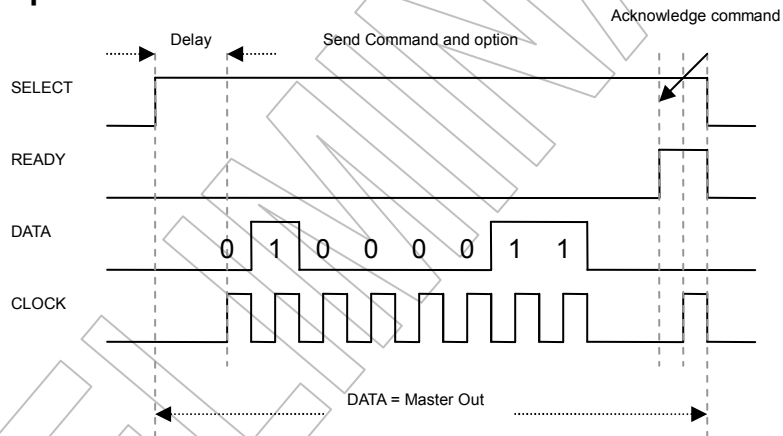 Acknowledge command
Delay
Send Command and option
SELECT
READY
DATA
0 1 0 0 0 0 1 1
CLOCK
DATA = Master Out